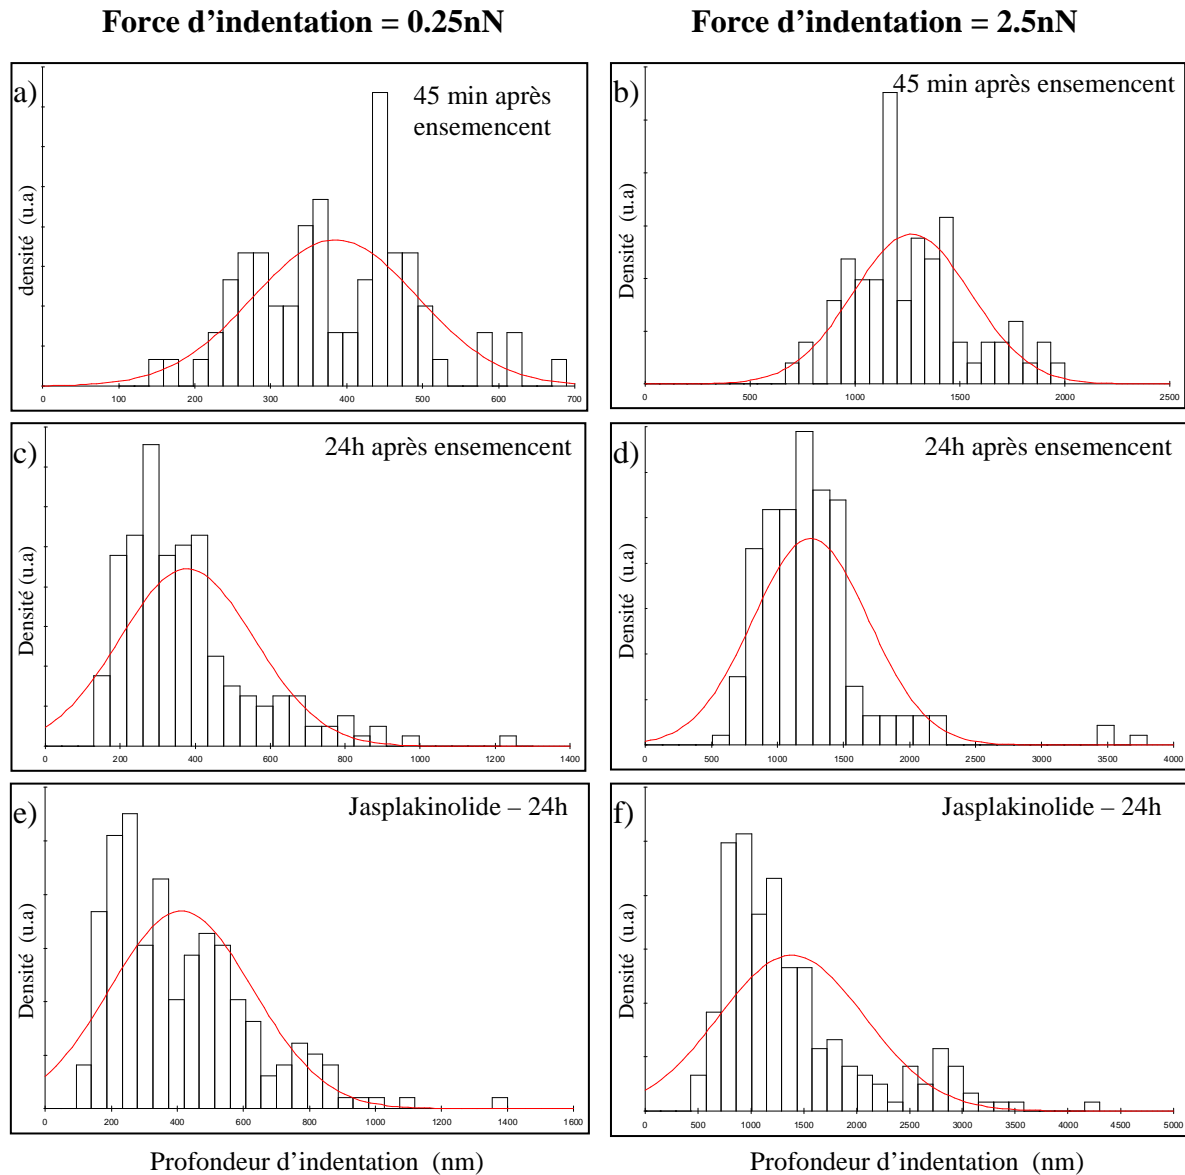 Force d’indentation = 0.25nN
Force d’indentation = 2.5nN
a)
45 min après
ensemencent
densité (u.a)
0 100 200 300 400 500 600 700
b)
45 min après ensemencent
Densité (u.a)
0 500 1000 1500 2000 2500
c)
24h après ensemencent
Densité (u.a)
0 200 400 600 800 1000 1200 1400
d)
24h après ensemencent
Densité (u.a)
0 500 1000 1500 2000 2500 3000 3500 4000
e)
Jasplakinolide – 24h
Densité (u.a)
0 200 400 600 800 1000 1200 1400 1600
f)
Jasplakinolide – 24h
Densité (u.a)
0 500 1000 1500 2000 2500 3000 3500 4000 4500 5000
Profondeur d’indentation (nm)
Profondeur d’indentation (nm)